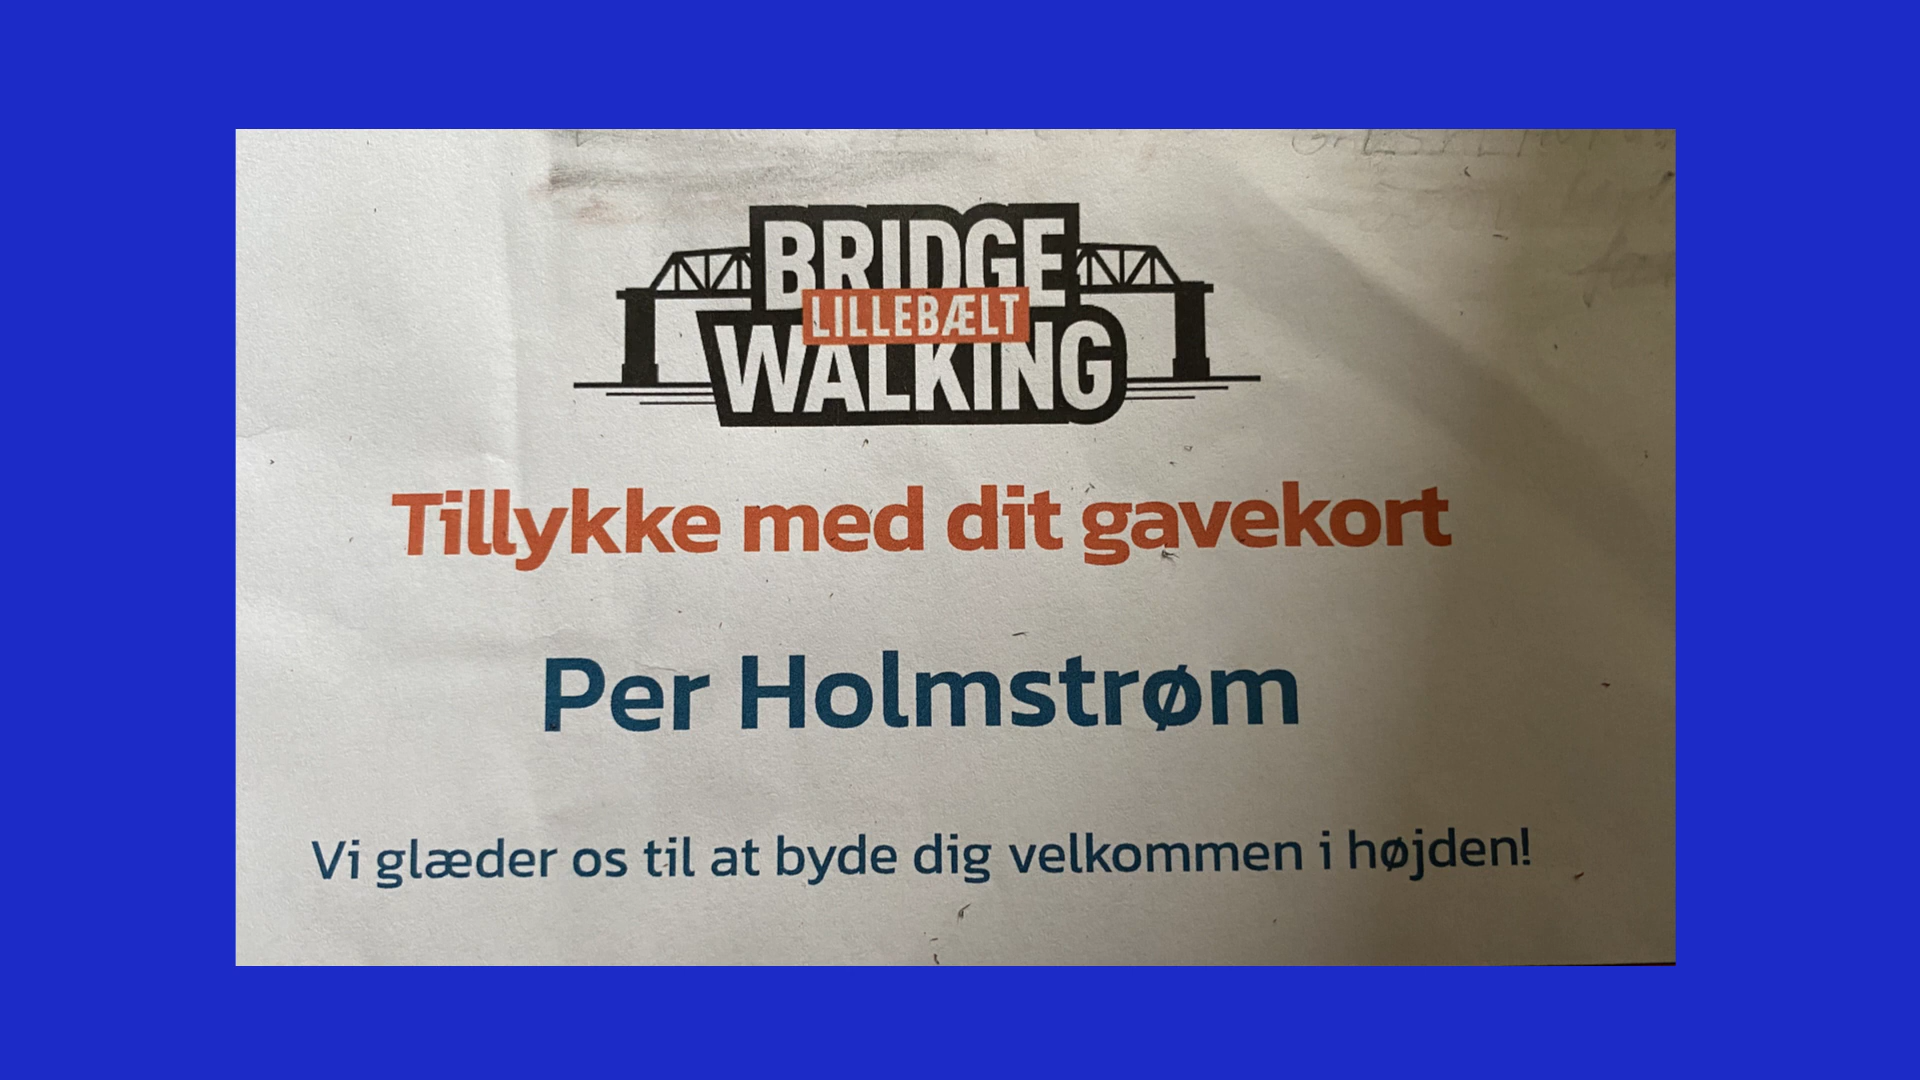 BRIDGE
LILLEBÆLT
WALKING
Tillykke med dit gavekort
Per Holmstrøm
Vi glæder os til at byde dig velkommen i højden!